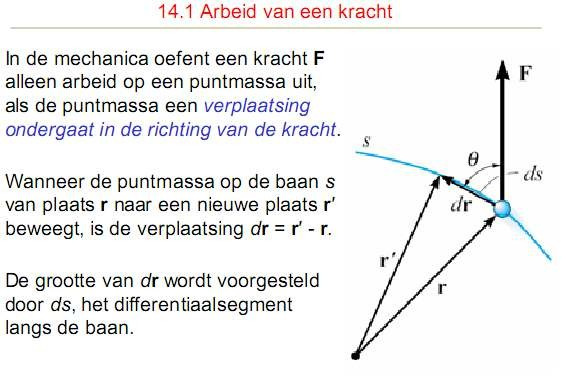 14.1 Arbeid van een kracht
In de mechanica oefent een kracht F
alleen arbeid op een puntmassa uit,
als de puntmassa een verplaatsing
ondergaat in de richting van de kracht.
Wanneer de puntmassa op de baan s
van plaats r naar een nieuwe plaats r'
beweegt, is de verplaatsing dr = r' - r.
De grootte van dr wordt voorgesteld
door ds, het differentiaalsegment
langs de baan.
F
s
θ
ds
dr
r'
r